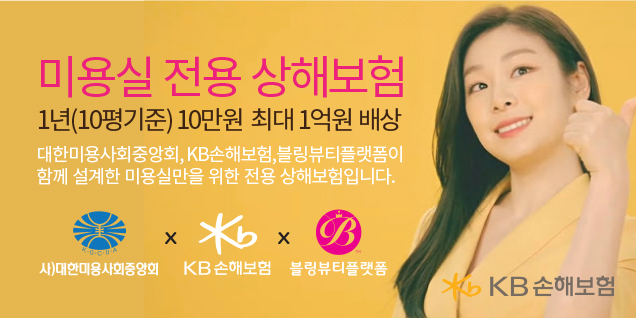 미용실 전용 상해보험
1년(10평기준) 10만원 최대 1억원 배상
대한미용사회중앙회, KB손해보험,블링뷰티플랫폼이
함께 설계한 미용실만을 위한 전용 상해보험입니다.
x Kb x B
사)대한미용사회중앙회 KB손해보험 블링뷰티플랫폼
Kb KB손해보험